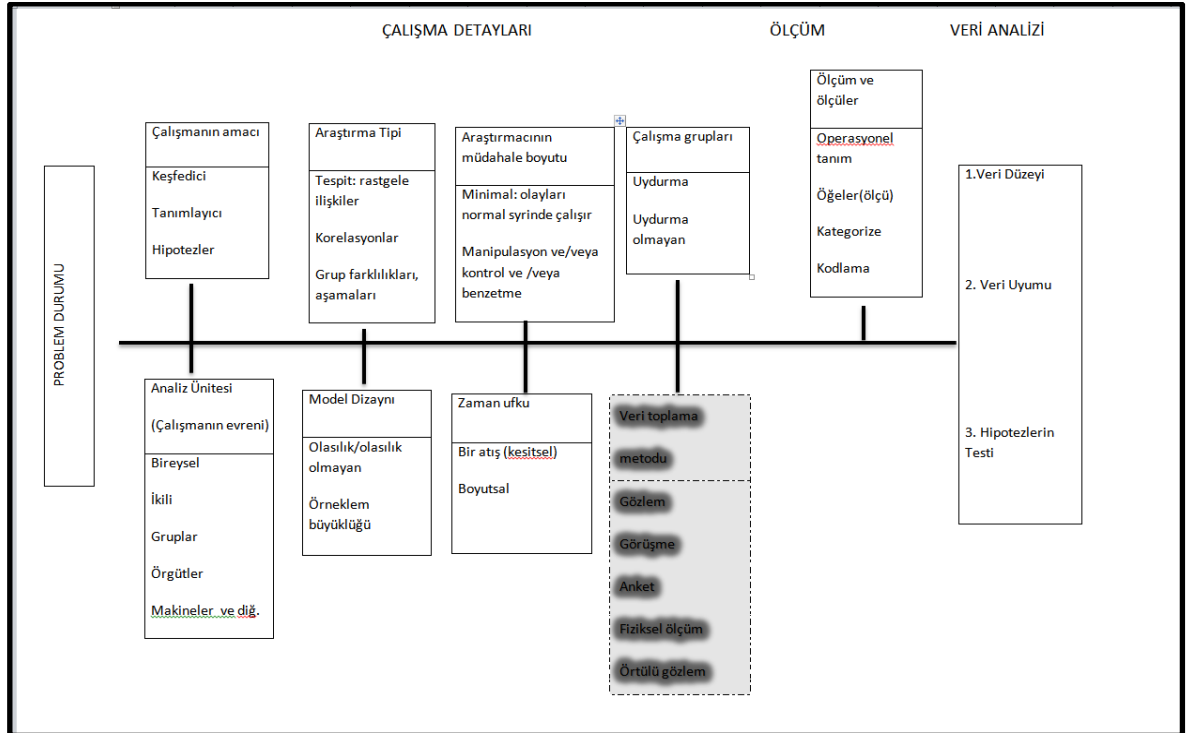 ÇALIŞMA DETAYLARI
ÖLÇÜM
VERİ ANALİZİ
PROBLEM DURUMU
Çalışmanın amacı
Keşfedici
Tanımlayıcı
Hipotezler
Araştırma Tipi
Tespit: rastgele
ilişkiler
Korelasyonlar
Grup farklılıkları,
aşamaları
Araştırmacının
müdahale boyutu
Minimal: olayları
normal syrinde çalışır
Manipulasyon ve/veya
kontrol ve /veya
benzetme
Çalışma grupları
Uydurma
Uydurma
olmayan
Ölçüm ve
ölçüler
Operasyonel
tanım
Öğeler(ölçü)
Kategorize
Kodlama
1.Veri Düzeyi
2. Veri Uyumu
3. Hipotezlerin
Testi
Analiz Ünitesi
(Çalışmanın evreni)
Bireysel
İkili
Gruplar
Örgütler
Makineler ve diğ.
Model Dizaynı
Olasılık/olasılık
olmayan
Örneklem
büyüklüğü
Zaman ufku
Bir atış (kesitsel)
Boyutsal
Veri toplama
metodu
Gözlem
Görüşme
Anket
Fiziksel ölçüm
Örtülü gözlem